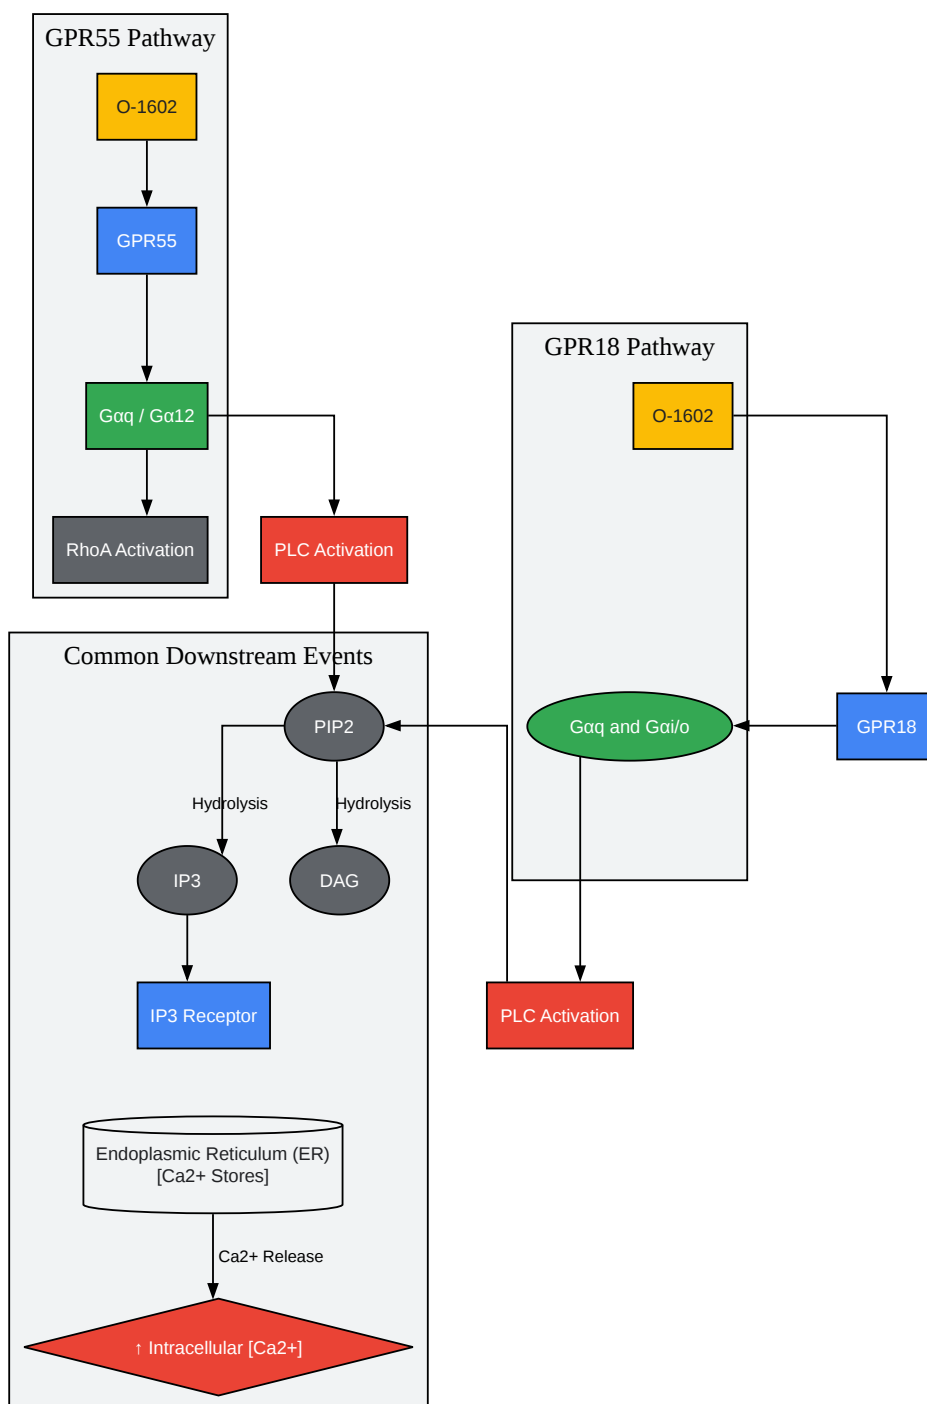 GPR55 Pathway
O-1602
GPR55
Gαq / Gα12
RhoA Activation
PLC Activation
GPR18 Pathway
O-1602
Gαq and Gαi/o
GPR18
PLC Activation
Common Downstream Events
PIP2
Hydrolysis
Hydrolysis
IP3
DAG
IP3 Receptor
Endoplasmic Reticulum (ER)
[Ca2+ Stores]
Ca2+ Release
↑ Intracellular [Ca2+]